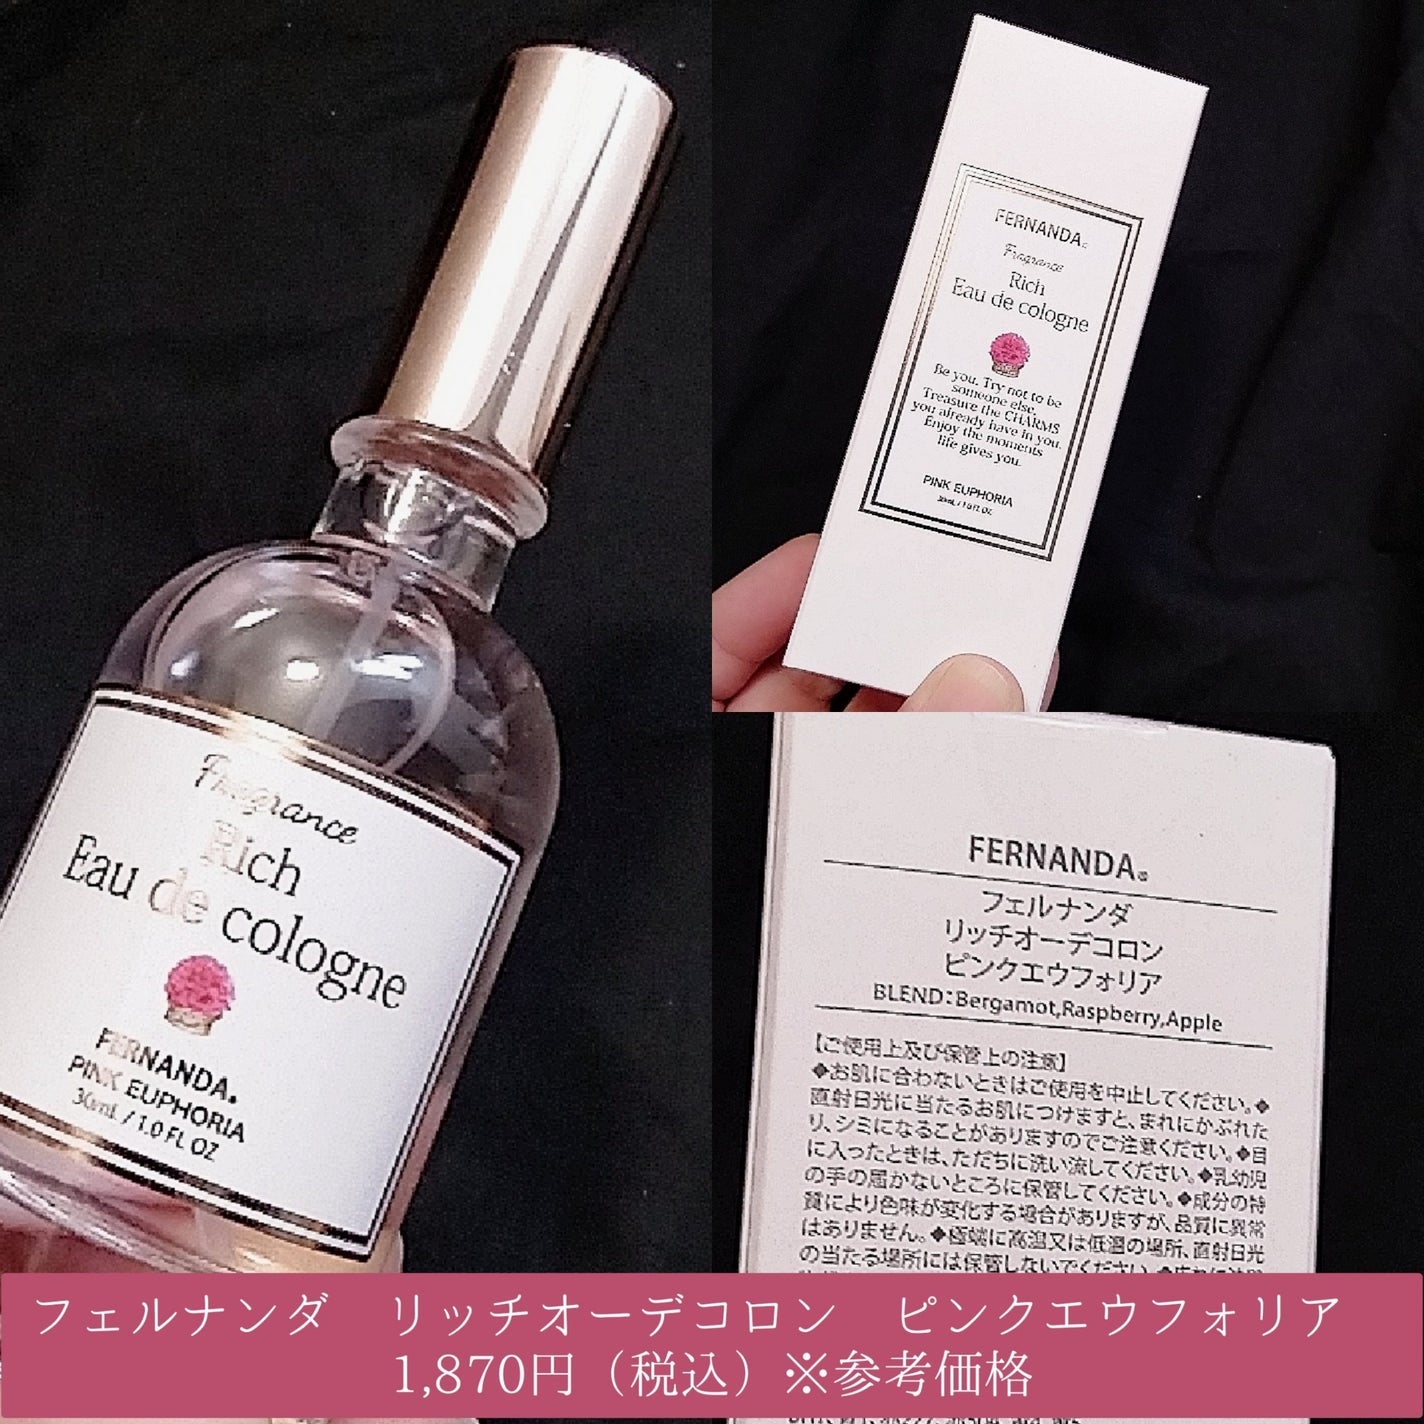 Fragrance
Rich
Eau de cologne
FERNANDA.
PINK EUPHORIA
30mL / 1.0 FL OZ
FERNANDA®
Fragrance
Rich
Eau de cologne
Be you. Try not to be
someone else.
Treasure the CHARMS
you already have in you.
Enjoy the moments
life gives you.
PINK EUPHORIA
30mL / 1.0 FL OZ
FERNANDA®
フェルナンダ
リッチオーデコロン
ピンクエウフォリア
BLEND:Bergamot,Raspberry,Apple
【ご使用上及び保管上の注意】
◆お肌に合わないときはご使用を中止してください。◆
直射日光に当たるお肌につけますと、まれにかぶれた
り、シミになることがありますのでご注意ください。◆目
に入ったときは、ただちに洗い流してください。◆乳幼児
の手の届かないところに保管してください。◆成分の特
質により色味が変化する場合がありますが、品質に異常
はありません。◆極端に高温又は低温の場所、直射日光
の当たる場所には保管しないでください。
フェルナンダ　リッチオーデコロン　ピンクエウフォリア
1,870円（税込）※参考価格